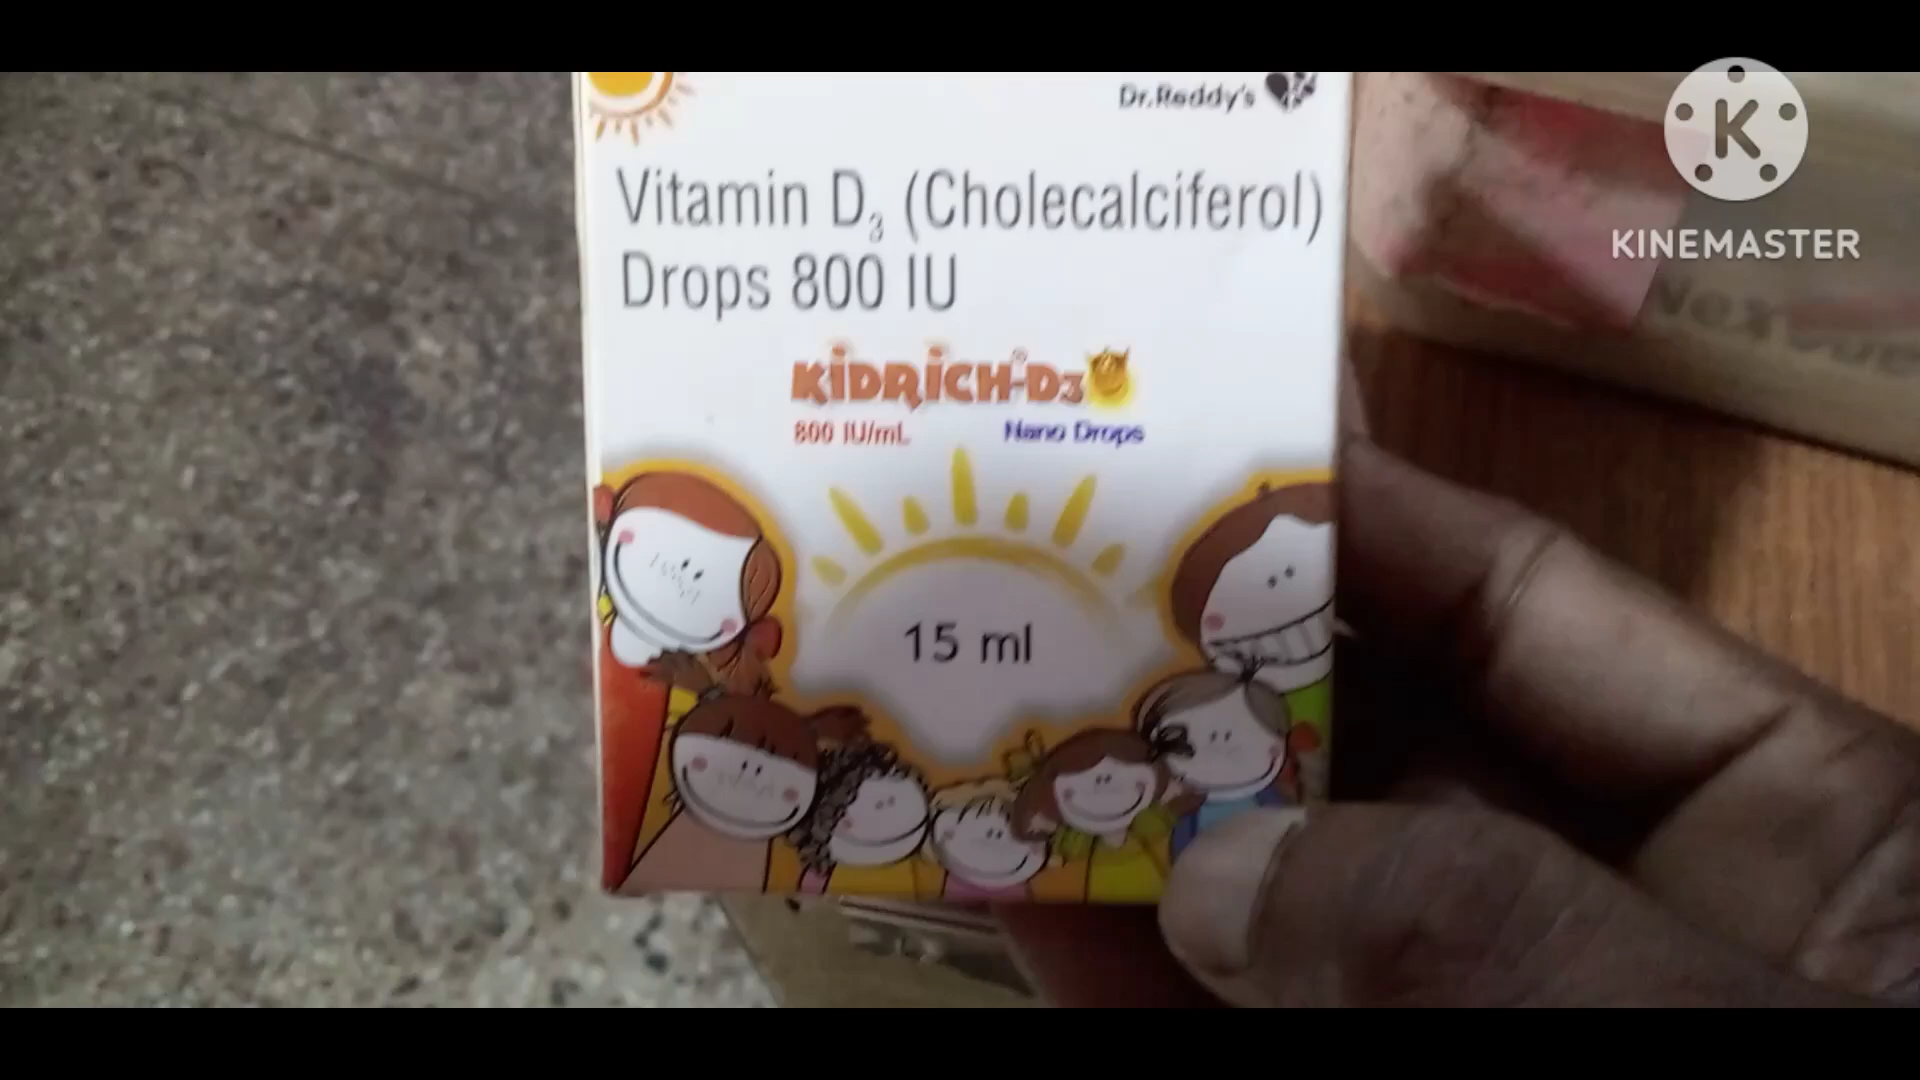 Dr.Reddy's
Vitamin D₃ (Cholecalciferol)
Drops 800 IU
KiDRiCH®-D3
800 IU/mL Nano Drops
15 ml
K
KINEMASTER